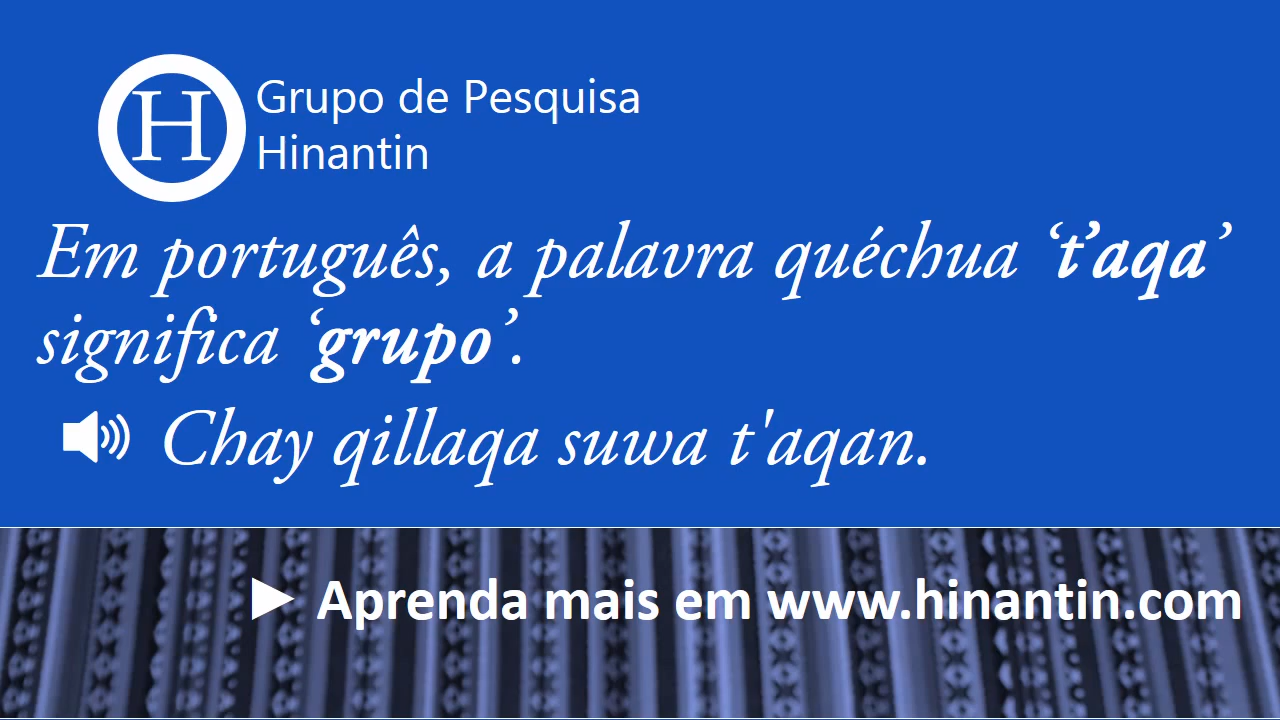 H
Grupo de Pesquisa
Hinantin
Em português, a palavra quéchua ‘t’aqa’
significa ‘grupo’.
Chay qillaqa suwa t'aqan.
► Aprenda mais em www.hinantin.com